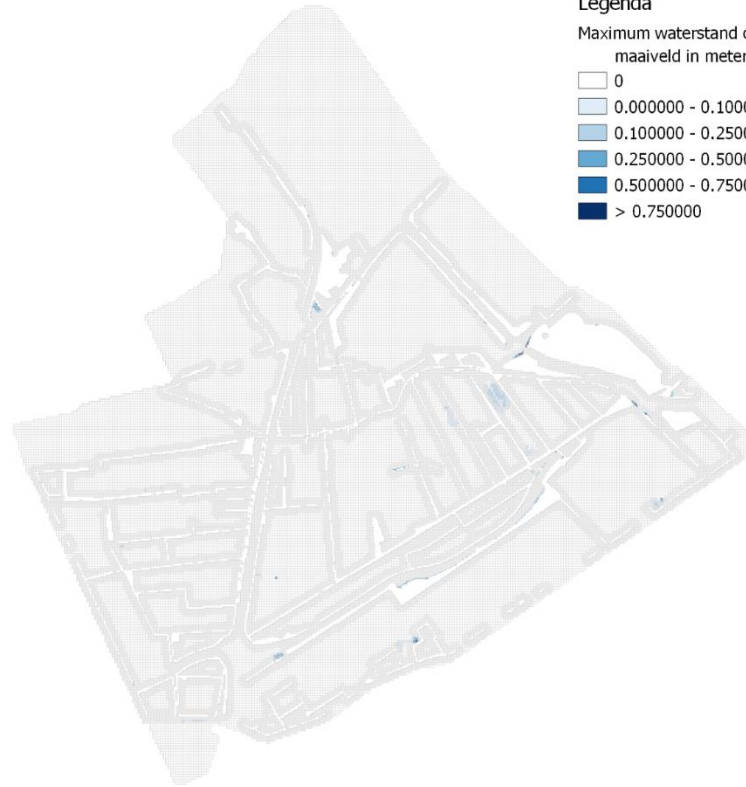 Legenda
Maximum waterstand
maaiveld in meter
0
0.000000 - 0.1000
0.100000 - 0.2500
0.250000 - 0.5000
0.500000 - 0.7500
> 0.750000